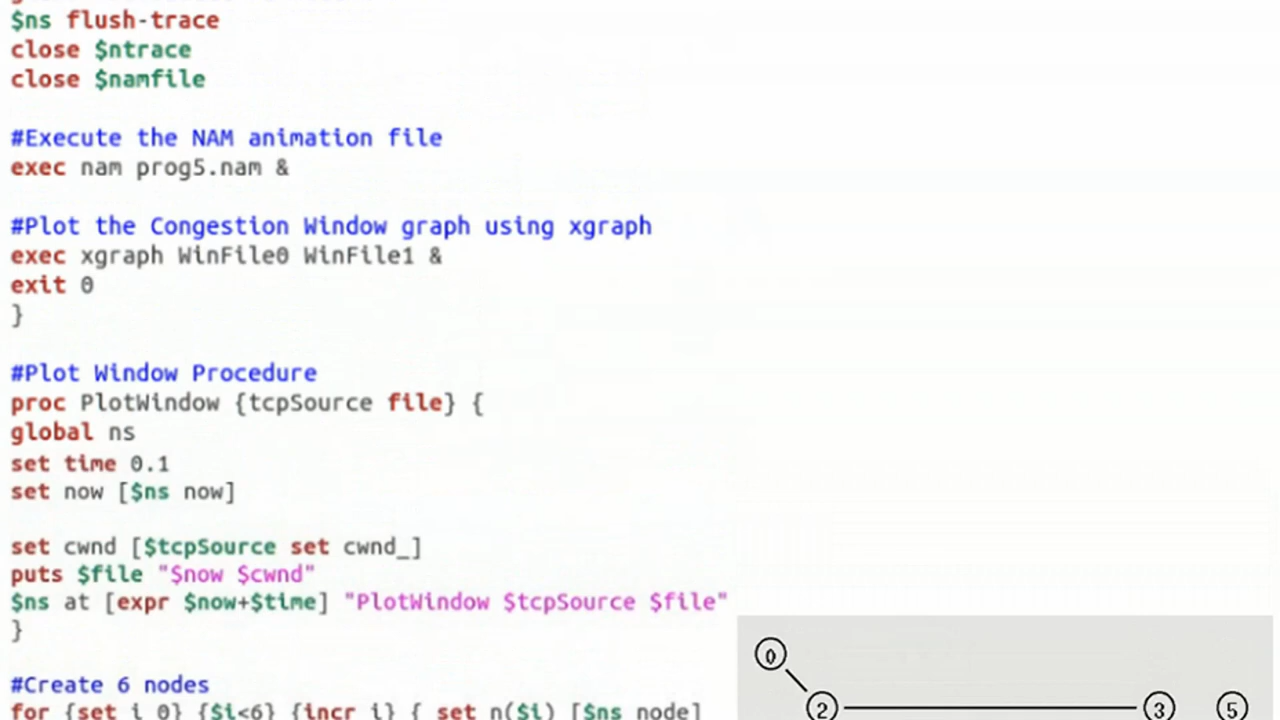 $ns flush-trace
close $ntrace
close $namfile
#Execute the NAM animation file
exec nam prog5.nam &
#Plot the Congestion Window graph using xgraph
exec xgraph WinFile0 WinFile1 &
exit 0
}
#Plot Window Procedure
proc PlotWindow {tcpSource file} {
global ns
set time 0.1
set now [$ns now]
set cwnd [$tcpSource set cwnd_]
puts $file "$now $cwnd"
$ns at [expr $now+$time] "PlotWindow $tcpSource $file"
}
#Create 6 nodes
for {set i 0} {$i<6} {incr i} { set n($i) [$ns node]
0
2 3 5